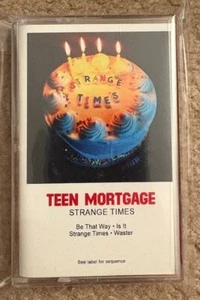 STRANGE
TIMES
TEEN MORTGAGE
STRANGE TIMES
Be That Way • Is It
Strange Times • Waster
See label for sequence